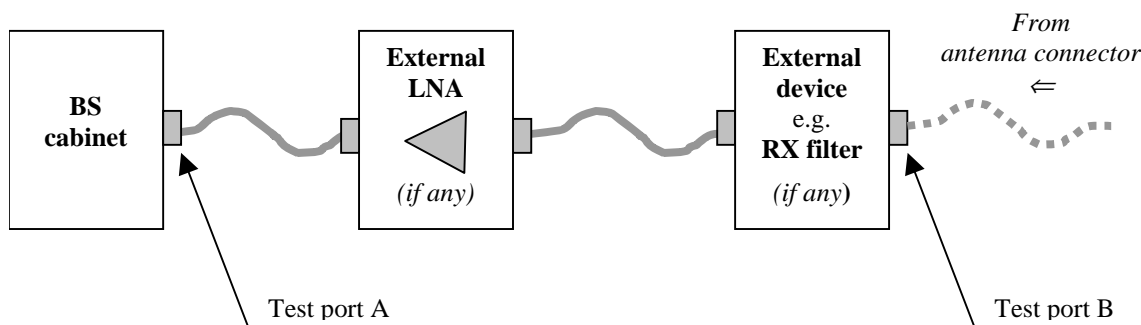 BS
cabinet
External
LNA
(if any)
External
device
e.g.
RX filter
(if any)
From
antenna connector
⇐
Test port A
Test port B